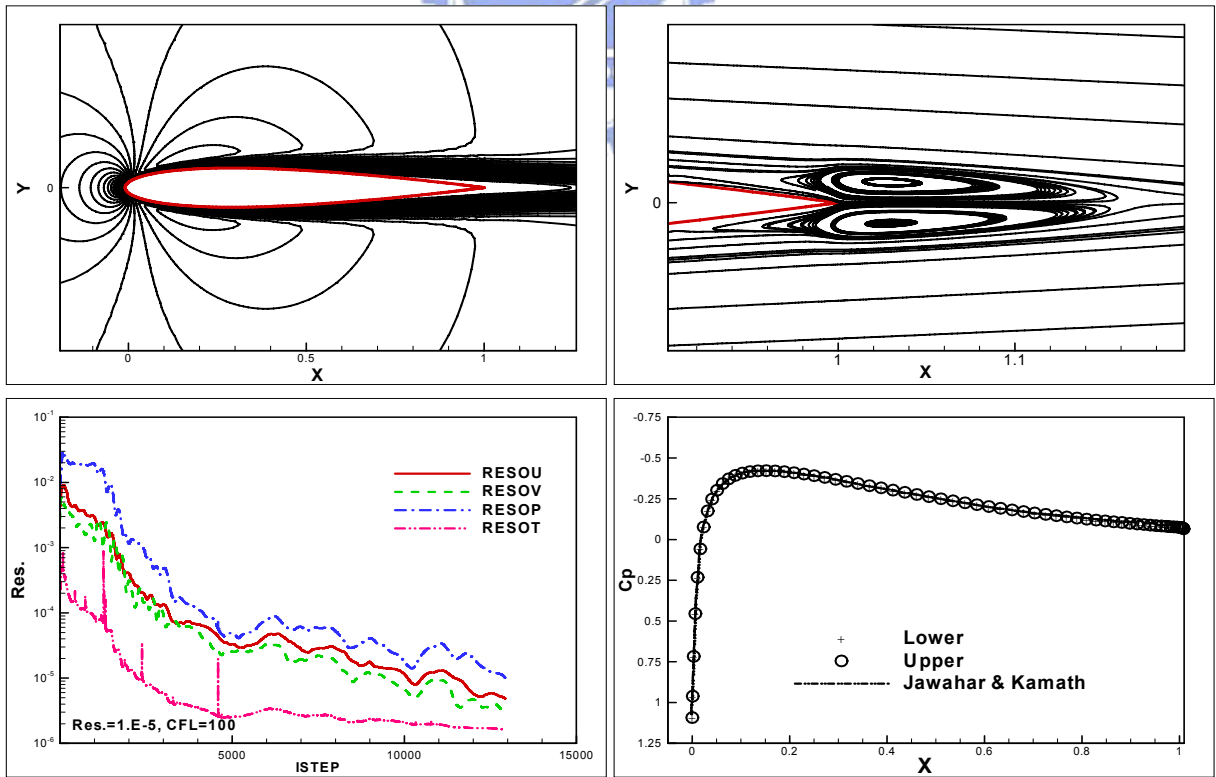 Y
0
0
0.5
1
X
Y
0
1
1.1
X
Res.
10-1
10-2
10-3
10-4
10-5
10-6
RESOU
RESOV
RESOP
RESOT
Res.=1.E-5, CFL=100
5000
10000
15000
ISTEP
Cp
-0.75
-0.5
-0.25
0
0.25
0.5
0.75
1
1.25
Lower
Upper
Jawahar & Kamath
0
0.2
0.4
0.6
0.8
1
X